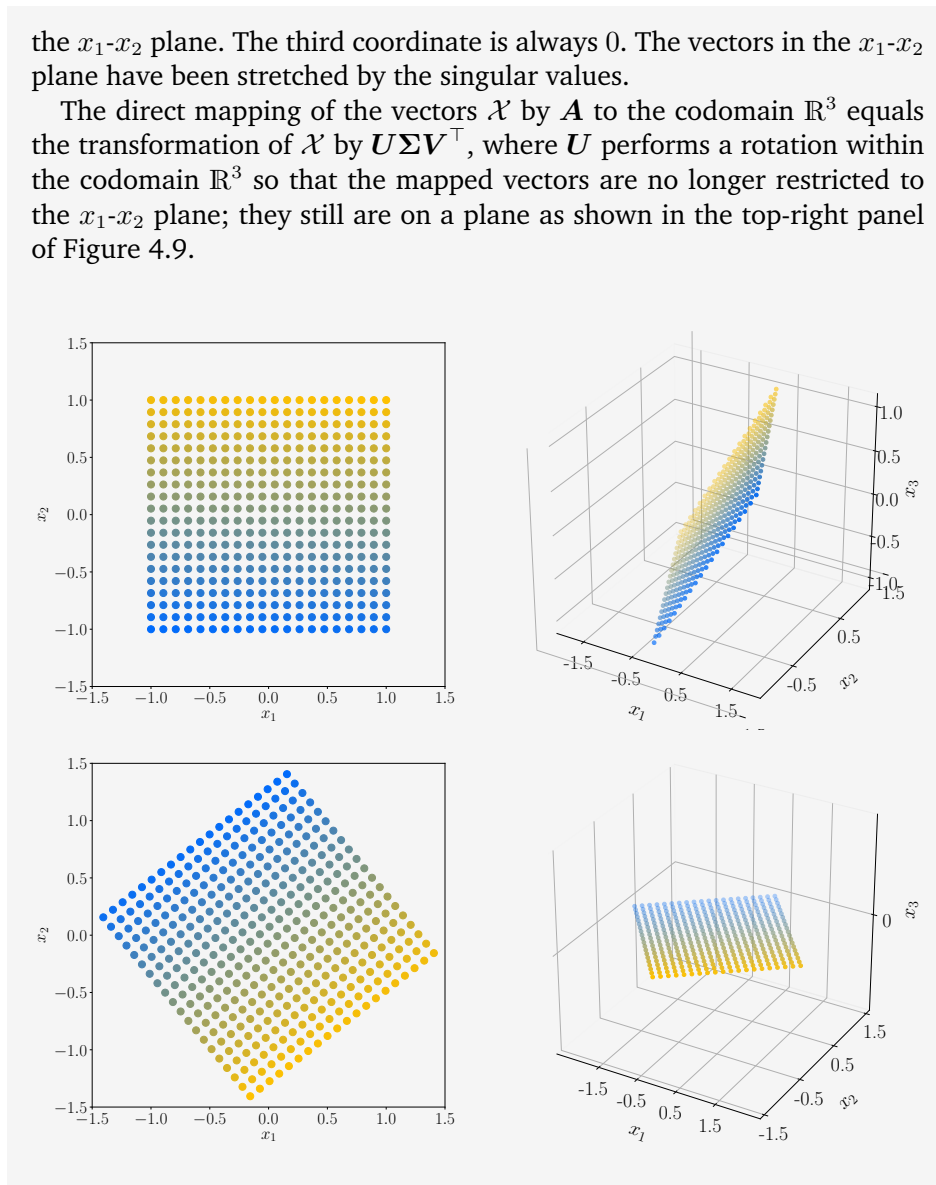 the x₁-x₂ plane. The third coordinate is always 0. The vectors in the x₁-x₂
plane have been stretched by the singular values.
The direct mapping of the vectors 𝒳 by A to the codomain ℝ³ equals
the transformation of 𝒳 by UΣV⊤, where U performs a rotation within
the codomain ℝ³ so that the mapped vectors are no longer restricted to
the x₁-x₂ plane; they still are on a plane as shown in the top-right panel
of Figure 4.9.
1.5
1.0
0.5
0.0
−0.5
−1.0
−1.5
x₂
−1.5 −1.0 −0.5 0.0 0.5 1.0 1.5
x₁
1.0
0.5
0.0
-0.5
-1.0
x₃
-1.5 -0.5 0.5 1.5
x₁
-0.5 0.5 1.5
x₂
1.5
1.0
0.5
0.0
−0.5
−1.0
−1.5
x₂
−1.5 −1.0 −0.5 0.0 0.5 1.0 1.5
x₁
0
x₃
-1.5 -0.5 0.5 1.5
x₁
-1.5 -0.5 0.5 1.5
x₂